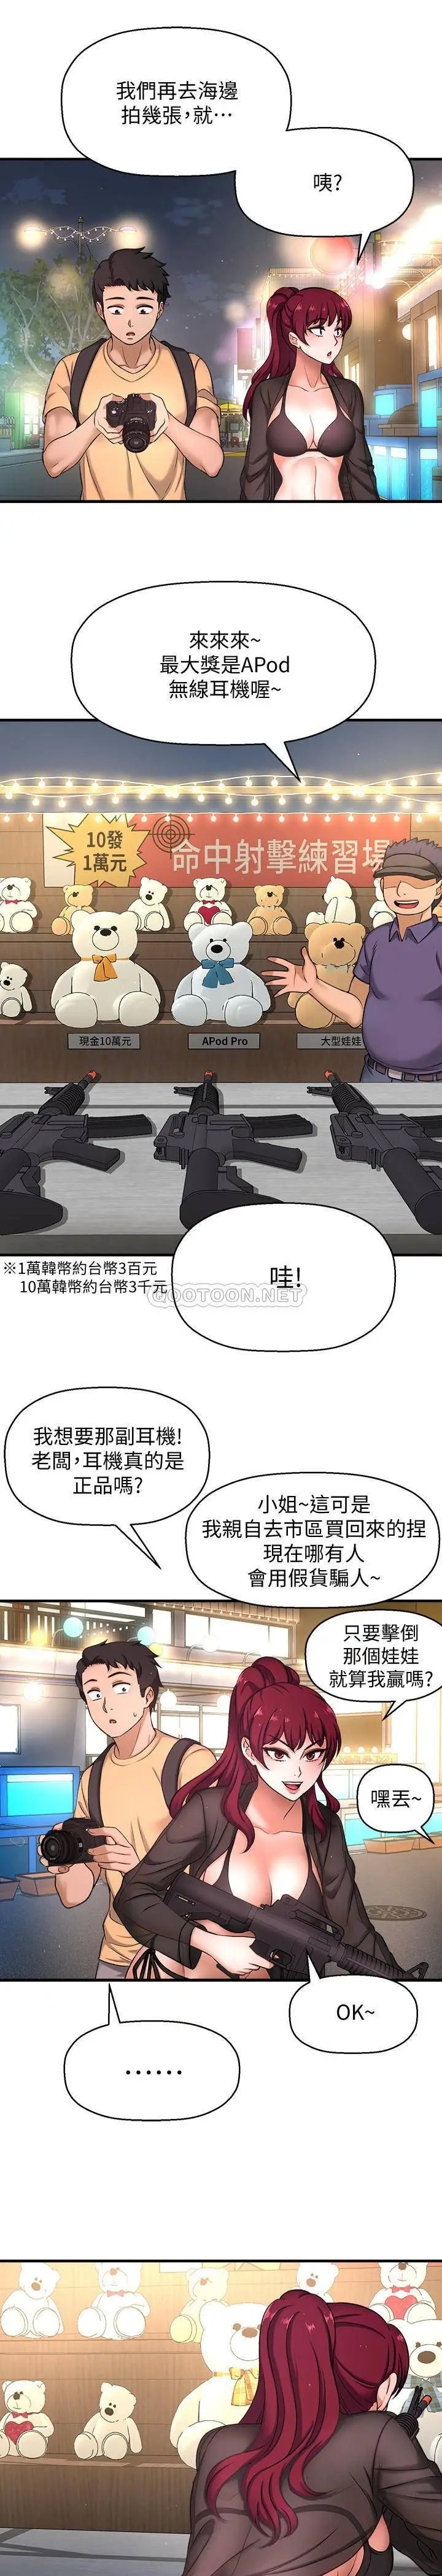 我們再去海邊
拍幾張，就…
咦?
來來來~
最大獎是APod
無線耳機喔~
10發
1萬元
命中射擊練習場
現金10萬元
APod Pro
大型娃娃
※1萬韓幣約台幣3百元
10萬韓幣約台幣3千元
哇!
QOOTOON.NET
我想要那副耳機!
老闆，耳機真的是
正品嗎?
小姐~這可是
我親自去市區買回來的捏
現在哪有人
會用假貨騙人~
只要擊倒
那個娃娃
就算我贏嗎?
嘿丟~
OK~
……